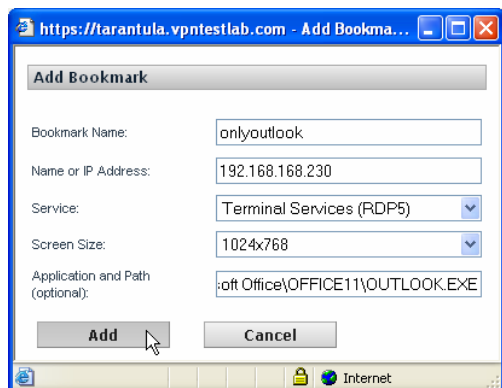 https://tarantula.vpntestlab.com - Add Bookma...
Add Bookmark
Bookmark Name: onlyoutlook
Name or IP Address: 192.168.168.230
Service: Terminal Services (RDP5)
Screen Size: 1024x768
Application and Path
(optional): oft Office\OFFICE11\OUTLOOK.EXE
Add Cancel
Internet